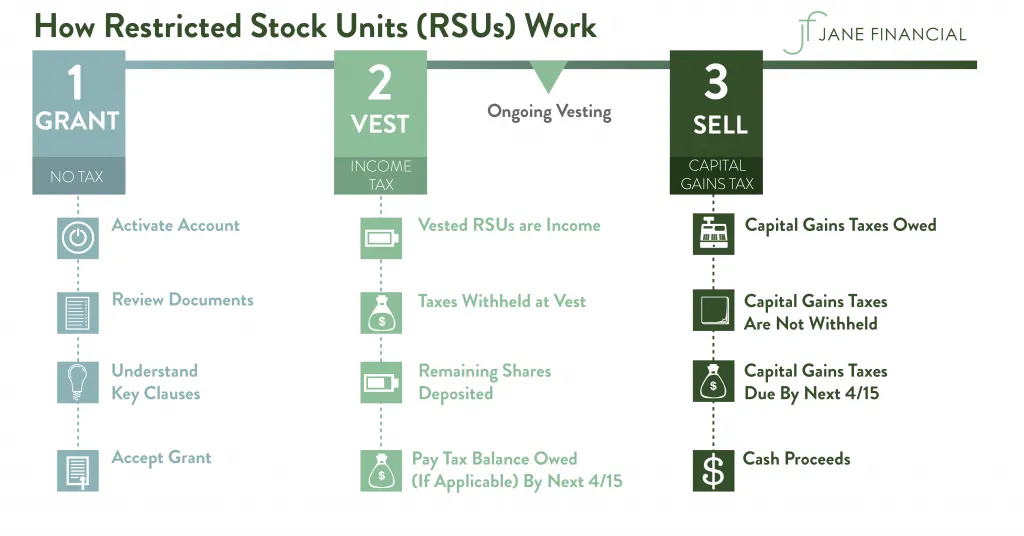 How Restricted Stock Units (RSUs) Work
jf JANE FINANCIAL
1
GRANT
NO TAX
Activate Account
Review Documents
Understand
Key Clauses
Accept Grant
2
VEST
INCOME
TAX
Vested RSUs are Income
Taxes Withheld at Vest
$
Remaining Shares
Deposited
Pay Tax Balance Owed
(If Applicable) By Next 4/15
$
Ongoing Vesting
3
SELL
CAPITAL
GAINS TAX
Capital Gains Taxes Owed
Capital Gains Taxes
Are Not Withheld
Capital Gains Taxes
Due By Next 4/15
$
Cash Proceeds
$